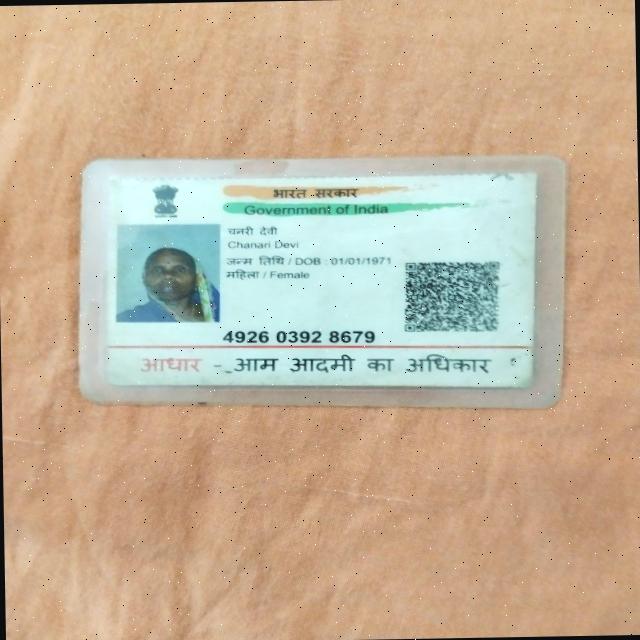 भारत सरकार
Government of India
चनरी देवी
Chanari Devi
जन्म तिथि / DOB : 01/01/1971
महिला / Female
4926 0392 8679
आधार - आम आदमी का अधिकार